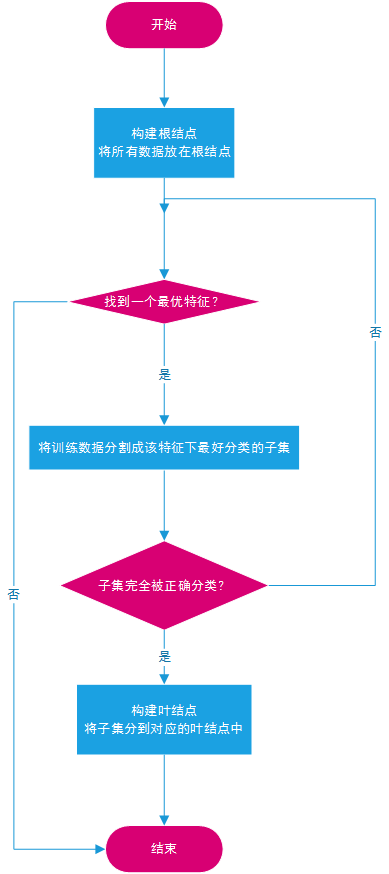 开始
构建根结点
将所有数据放在根结点
找到一个最优特征？
否
是
将训练数据分割成该特征下最好分类的子集
子集完全被正确分类？
否
是
构建叶结点
将子集分到对应的叶结点中
结束